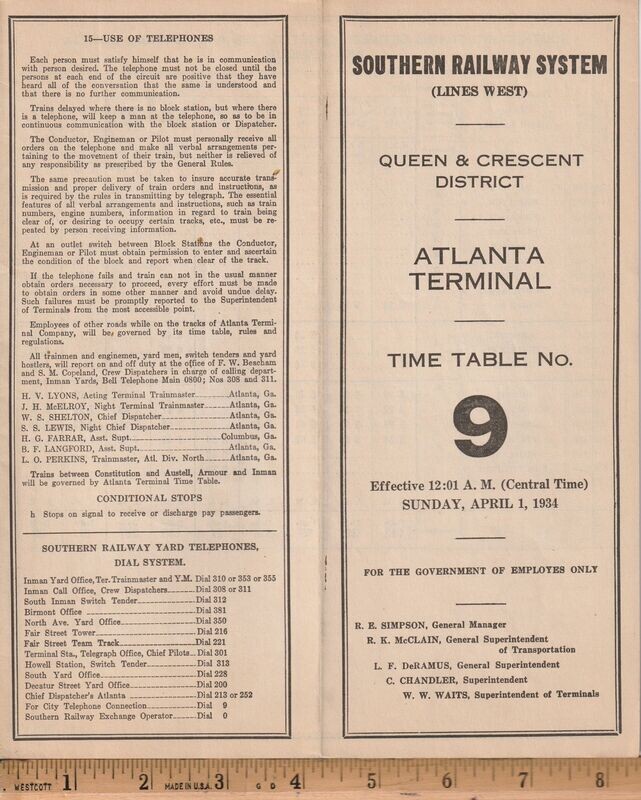 15—USE OF TELEPHONES
Each person must satisfy himself that he is in communication
with person desired. The telephone must not be closed until the
persons at each end of the circuit are positive that they have
heard all of the conversation that the same is understood and
that there is no further communication.
Trains delayed where there is no block station, but where there
is a telephone, will keep a man at the telephone, so as to be in
continuous communication with the block station or Dispatcher.
The Conductor, Engineman or Pilot must personally receive all
orders on the telephone and make all verbal arrangements per-
taining to the movement of their train, but neither is relieved of
any responsibility as prescribed by the General Rules.
The same precaution must be taken to insure accurate trans-
mission and proper delivery of train orders and instructions, as
is required by the rules in transmitting by telegraph. The essential
features of all verbal arrangements and instructions, such as train
numbers, engine numbers, information in regard to train being
clear of, or desiring to occupy certain tracks, etc., must be re-
peated by person receiving information.
At an outlet switch between Block Stations the Conductor,
Engineman or Pilot must obtain permission to enter and ascertain
the condition of the block and report when clear of the track.
If the telephone fails and train can not in the usual manner
obtain orders necessary to proceed, every effort must be made
to obtain orders in some other manner and avoid undue delay.
Such failures must be promptly reported to the Superintendent
of Terminals from the most accessible point.
Employees of other roads while on the tracks of Atlanta Termi-
nal Company, will be governed by its time table, rules and
regulations.
All trainmen and enginemen, yard men, switch tenders and yard
hostlers, will report on and off duty at the office of F. W. Beacham
and S. M. Copeland, Crew Dispatchers in charge of calling depart-
ment, Inman Yards, Bell Telephone Main 0800; Nos 308 and 311.
H. V. LYONS, Acting Terminal Trainmaster Atlanta, Ga.
J. H. McELROY, Night Terminal Trainmaster Atlanta, Ga.
W. S. SHELTON, Chief Dispatcher Atlanta, Ga.
S. S. LEWIS, Night Chief Dispatcher Atlanta, Ga.
H. G. FARRAR, Asst. Supt. Columbus, Ga.
B. F. LANGFORD, Asst. Supt. Atlanta, Ga.
L. O. PERKINS, Trainmaster, Atl. Div. North Atlanta, Ga.
Trains between Constitution and Austell, Armour and Inman
will be governed by Atlanta Terminal Time Table.
CONDITIONAL STOPS
h Stops on signal to receive or discharge pay passengers.
SOUTHERN RAILWAY YARD TELEPHONES,
DIAL SYSTEM.
Inman Yard Office, Ter. Trainmaster and Y.M. Dial 310 or 353 or 355
Inman Call Office, Crew Dispatchers Dial 308 or 311
South Inman Switch Tender Dial 312
Birmont Office Dial 381
North Ave. Yard Office Dial 350
Fair Street Tower Dial 216
Fair Street Team Track Dial 221
Terminal Sta., Telegraph Office, Chief Pilots Dial 301
Howell Station, Switch Tender Dial 313
South Yard Office Dial 228
Decatur Street Yard Office Dial 200
Chief Dispatcher's Atlanta Dial 213 or 252
For City Telephone Connection Dial 9
Southern Railway Exchange Operator Dial 0
SOUTHERN RAILWAY SYSTEM
(LINES WEST)
QUEEN & CRESCENT
DISTRICT
ATLANTA
TERMINAL
TIME TABLE No.
9
Effective 12:01 A. M. (Central Time)
SUNDAY, APRIL 1, 1934
FOR THE GOVERNMENT OF EMPLOYES ONLY
R. E. SIMPSON, General Manager
R. K. McCLAIN, General Superintendent
of Transportation
L. F. DeRAMUS, General Superintendent
C. CHANDLER, Superintendent
W. W. WAITS, Superintendent of Terminals
WESTCOTT 1 2 MADE IN U.S.A. 3 G D 4 5 6 7 8